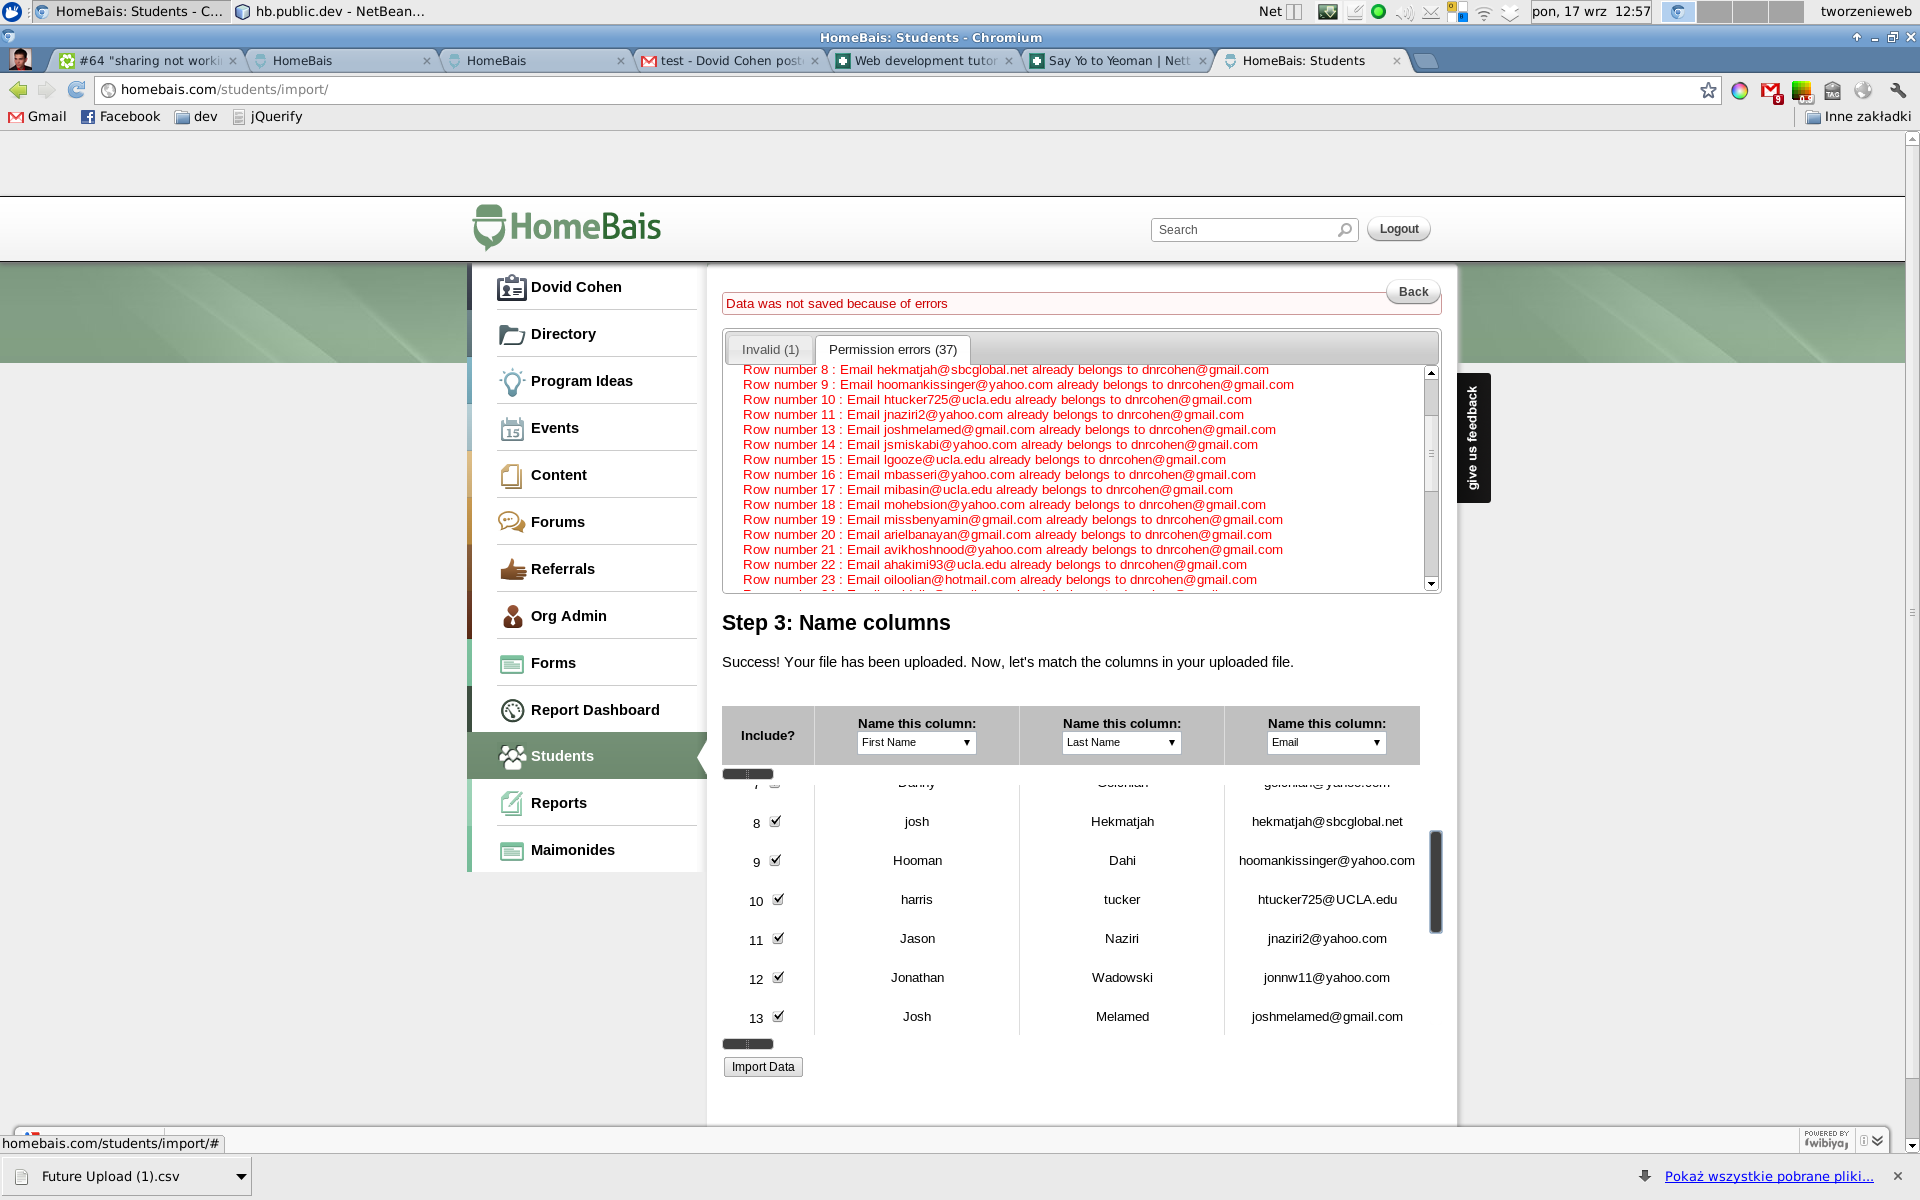 HomeBais: Students - C...
hb.public.dev - NetBean...
Net
pon, 17 wrz 12:57
tworzenieweb
HomeBais: Students - Chromium
#64 "sharing not worki
HomeBais
HomeBais
test - Dovid Cohen post
Web development tutor
Say Yo to Yeoman | Nett
HomeBais: Students
homebais.com/students/import/
9
TAG
Gmail
Facebook
dev
jQuerify
Inne zakładki
HomeBais
Search
Logout
Dovid Cohen
Directory
Program Ideas
15
Events
Content
Forums
Referrals
Org Admin
Forms
Report Dashboard
Students
Reports
Maimonides
Back
Data was not saved because of errors
Invalid (1)
Permission errors (37)
Row number 8 : Email hekmatjah@sbcglobal.net already belongs to dnrcohen@gmail.com
Row number 9 : Email hoomankissinger@yahoo.com already belongs to dnrcohen@gmail.com
Row number 10 : Email htucker725@ucla.edu already belongs to dnrcohen@gmail.com
Row number 11 : Email jnaziri2@yahoo.com already belongs to dnrcohen@gmail.com
Row number 13 : Email joshmelamed@gmail.com already belongs to dnrcohen@gmail.com
Row number 14 : Email jsmiskabi@yahoo.com already belongs to dnrcohen@gmail.com
Row number 15 : Email lgooze@ucla.edu already belongs to dnrcohen@gmail.com
Row number 16 : Email mbasseri@yahoo.com already belongs to dnrcohen@gmail.com
Row number 17 : Email mibasin@ucla.edu already belongs to dnrcohen@gmail.com
Row number 18 : Email mohebsion@yahoo.com already belongs to dnrcohen@gmail.com
Row number 19 : Email missbenyamin@gmail.com already belongs to dnrcohen@gmail.com
Row number 20 : Email arielbanayan@gmail.com already belongs to dnrcohen@gmail.com
Row number 21 : Email avikhoshnood@yahoo.com already belongs to dnrcohen@gmail.com
Row number 22 : Email ahakimi93@ucla.edu already belongs to dnrcohen@gmail.com
Row number 23 : Email oiloolian@hotmail.com already belongs to dnrcohen@gmail.com
give us feedback
Step 3: Name columns
Success! Your file has been uploaded. Now, let's match the columns in your uploaded file.
Include?
Name this column:
First Name
Name this column:
Last Name
Name this column:
Email
8 josh Hekmatjah hekmatjah@sbcglobal.net
9 Hooman Dahi hoomankissinger@yahoo.com
10 harris tucker htucker725@UCLA.edu
11 Jason Naziri jnaziri2@yahoo.com
12 Jonathan Wadowski jonnw11@yahoo.com
13 Josh Melamed joshmelamed@gmail.com
Import Data
homebais.com/students/import/#
POWERED BY
wibiya
Future Upload (1).csv
Pokaż wszystkie pobrane pliki...